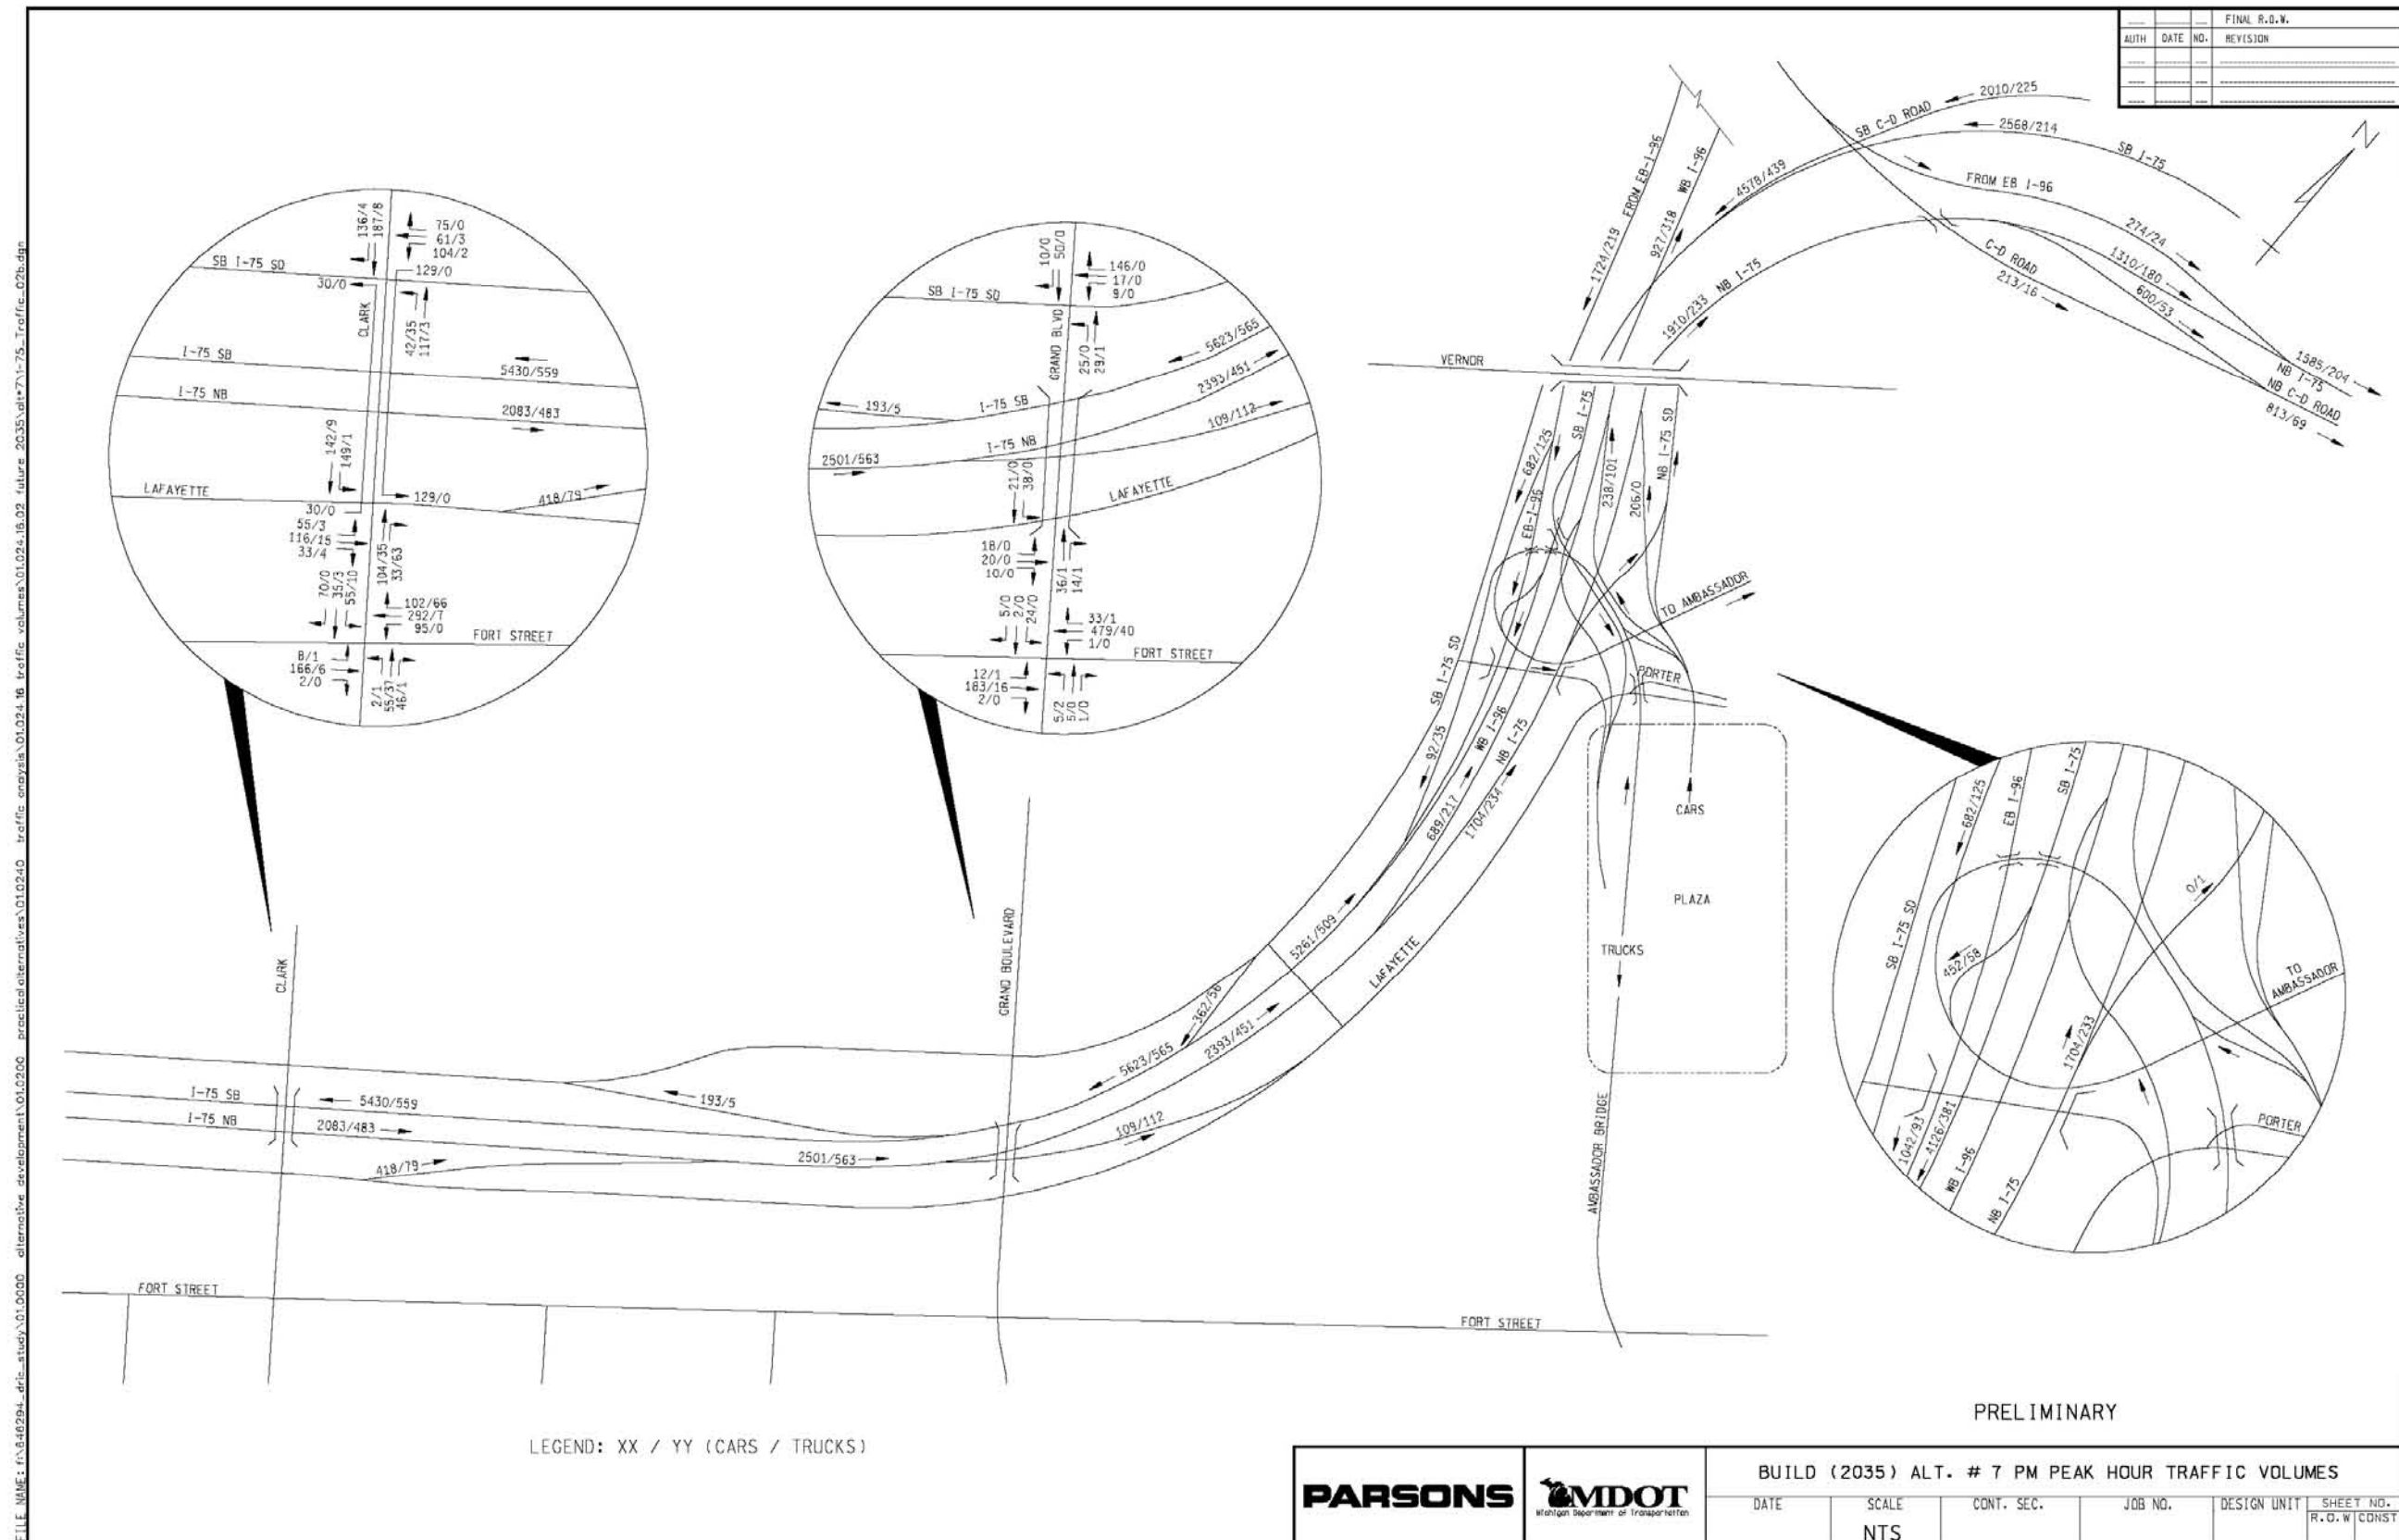 FINAL R.O.W.
AUTH DATE NO. REVISION
SB C-D ROAD
2010/225
2568/214
SB I-75
4578/439
FROM EB I-96
1724/219 FROM EB-I-96
927/318 WB I-96
1910/233 NB I-75
C-D ROAD
213/16
274/24
1310/180
600/53
1585/204
NB I-75
NB C-D ROAD
813/69
VERNOR
136/4
187/8
75/0
61/3
104/2
SB I-75 SD
129/0
30/0
CLARK
42/35
117/3
I-75 SB
5430/559
I-75 NB
2083/483
142/9
149/1
LAFAYETTE
129/0
418/79
30/0
55/3
116/15
33/4
104/35
33/63
70/0
35/3
55/10
102/66
292/7
95/0
FORT STREET
8/1
166/6
2/0
2/1
55/37
46/1
10/0
50/0
146/0
17/0
9/0
SB I-75 SD
GRAND BLVD
25/0
29/1
5623/565
2393/451
193/5
I-75 SB
109/112
I-75 NB
2501/563
21/0
38/0
LAFAYETTE
18/0
20/0
10/0
36/1
14/1
5/0
2/0
24/0
33/1
479/40
1/0
FORT STREET
12/1
183/16
2/0
5/2
5/0
1/0
682/125
EB-I-96
SB I-75
238/101
206/0
NB I-75 SD
TO AMBASSADOR
SB I-75 SD
PORTER
92/35
WB I-96
NB I-75
689/217
1704/234
CARS
PLAZA
TRUCKS
5261/509
LAFAYETTE
AMBASSADOR BRIDGE
682/125
EB I-96
SB I-75
SB I-75 SD
452/58
0/1
TO
AMBASSADOR
1704/233
1042/93
4126/381
WB I-96
NB I-75
PORTER
CLARK
GRAND BOULEVARD
362/56
5623/565
2393/451
I-75 SB
5430/559
193/5
I-75 NB
2083/483
109/112
418/79
2501/563
FORT STREET
FORT STREET
PRELIMINARY
LEGEND: XX / YY (CARS / TRUCKS)
PARSONS
MDOT
Michigan Department of Transportation
BUILD (2035) ALT. # 7 PM PEAK HOUR TRAFFIC VOLUMES
DATE SCALE CONT. SEC. JOB NO. DESIGN UNIT SHEET NO.
NTS
R.O.W CONST